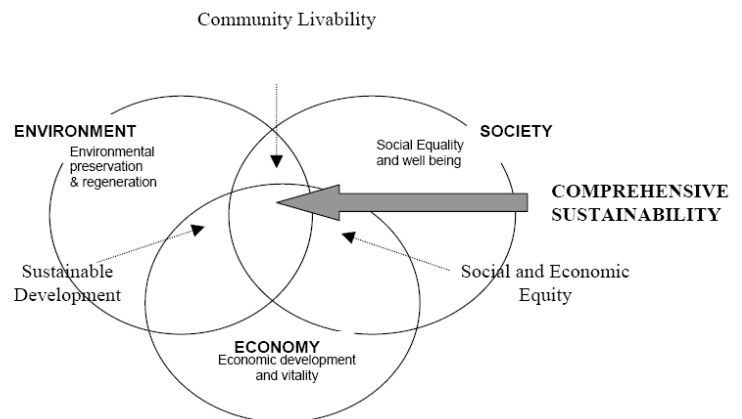 Community Livability
ENVIRONMENT
Environmental
preservation
& regeneration
SOCIETY
Social Equality
and well being
COMPREHENSIVE
SUSTAINABILITY
Sustainable
Development
Social and Economic
Equity
ECONOMY
Economic development
and vitality